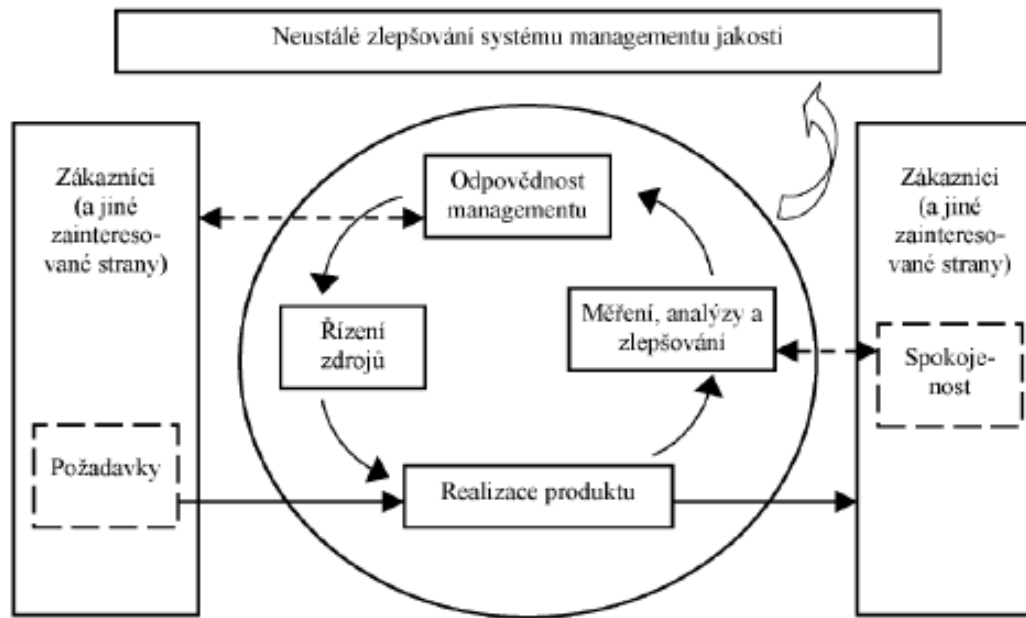 Neustálé zlepšování systému managementu jakosti
Zákazníci
(a jiné
zaintereso-
vané strany)
Požadavky
Odpovědnost
managementu
Řízení
zdrojů
Měření, analýzy a
zlepšování
Realizace produktu
Zákazníci
(a jiné
zaintereso-
vané strany)
Spokoje-
nost